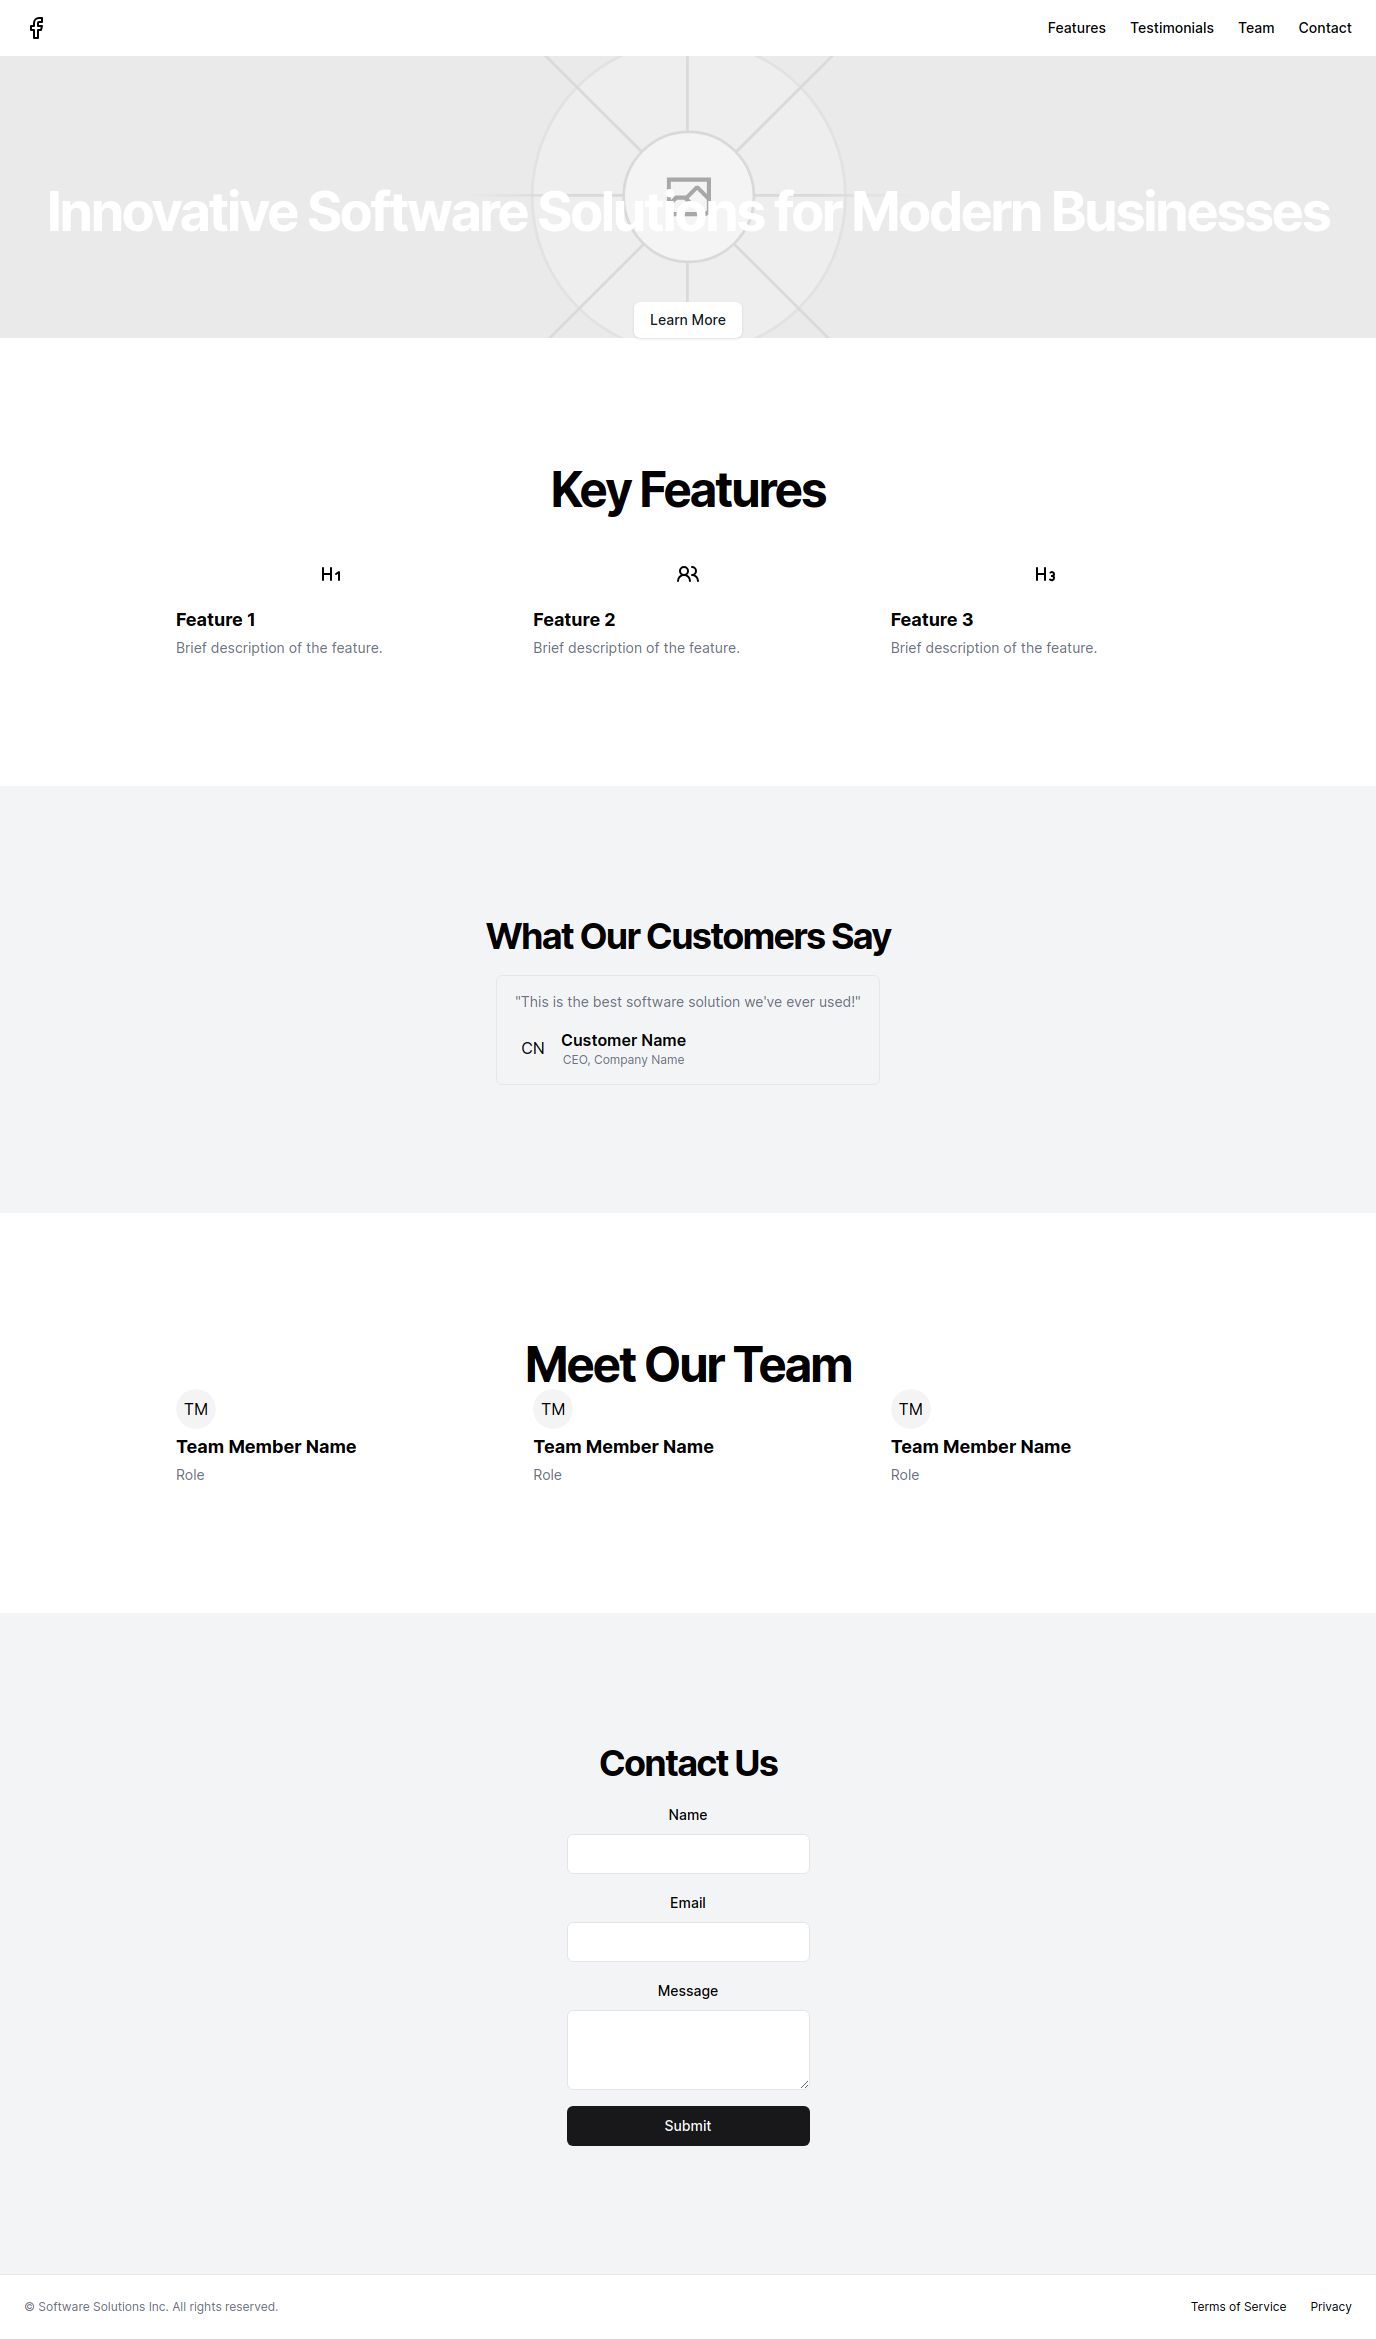 Features Testimonials Team Contact
Innovative Software Solutions for Modern Businesses
Learn More
Key Features
H1
H3
Feature 1
Brief description of the feature.
Feature 2
Brief description of the feature.
Feature 3
Brief description of the feature.
What Our Customers Say
"This is the best software solution we've ever used!"
CN
Customer Name
CEO, Company Name
Meet Our Team
TM
Team Member Name
Role
TM
Team Member Name
Role
TM
Team Member Name
Role
Contact Us
Name
Email
Message
Submit
© Software Solutions Inc. All rights reserved.
Terms of Service Privacy